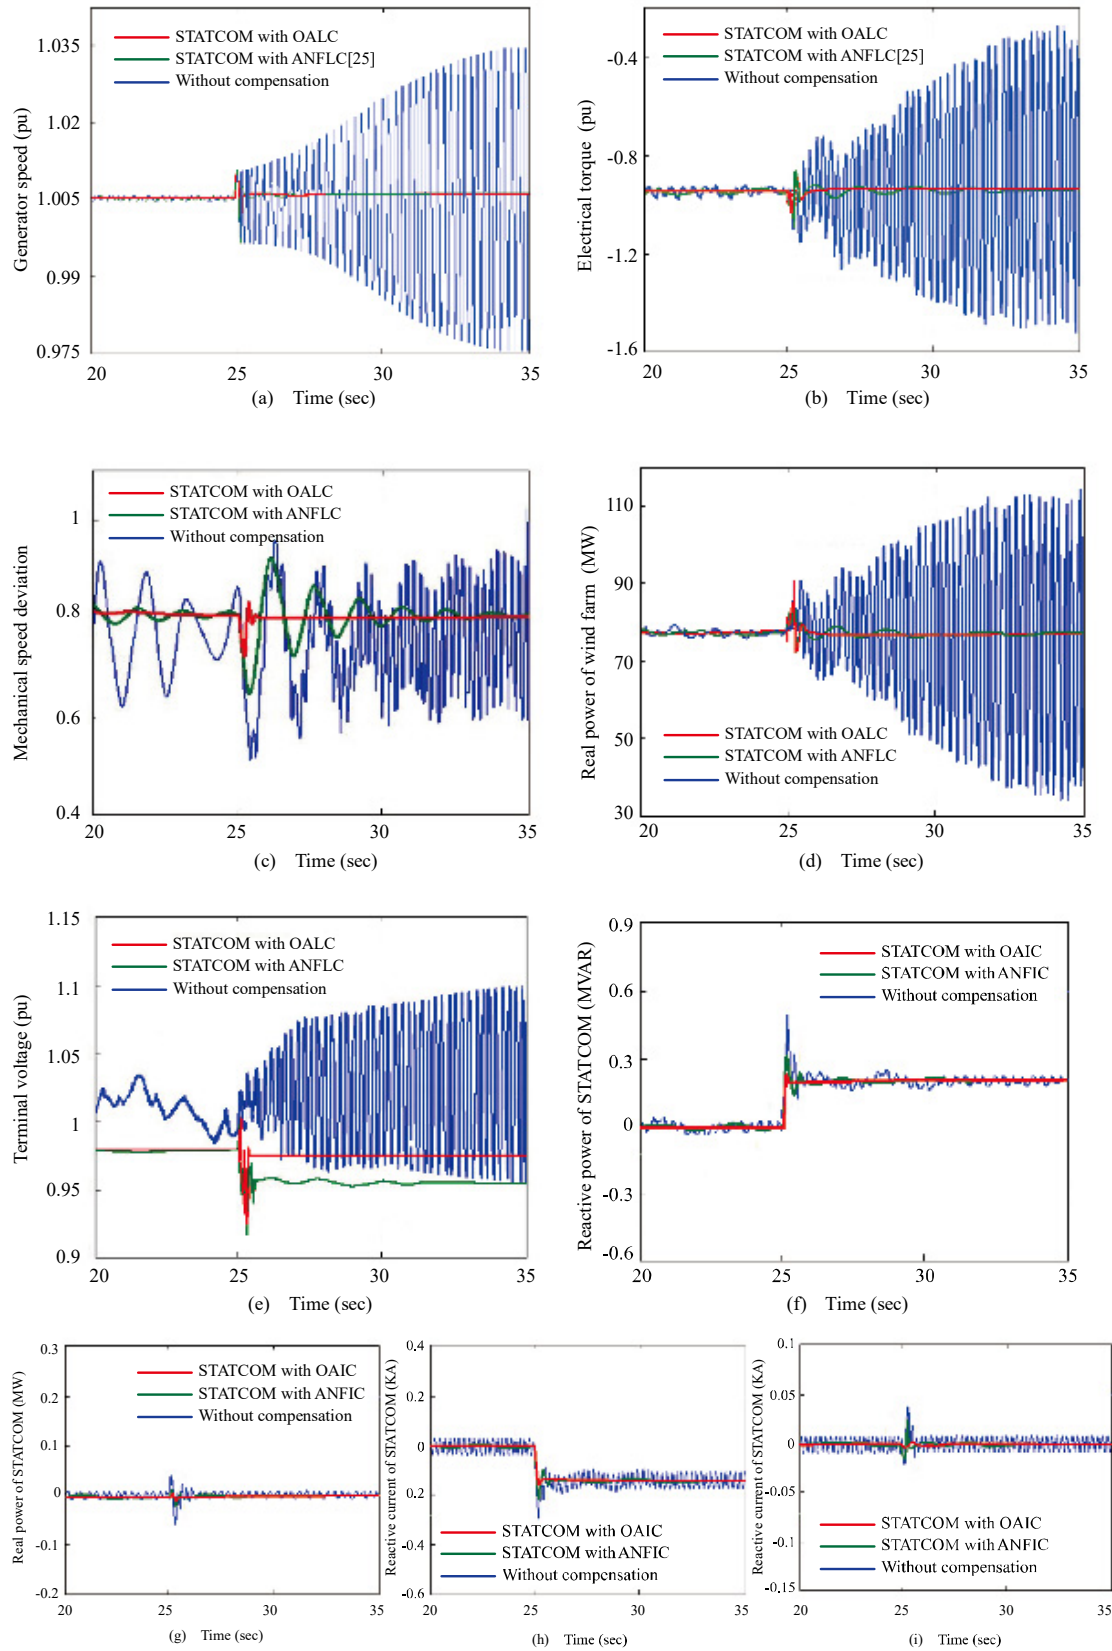 1.035
1.02
1.005
0.99
0.975
Generator speed (pu)
STATCOM with OALC
STATCOM with ANFLC[25]
Without compensation
20 25 30 35
(a) Time (sec)
-0.4
-0.8
-1.2
-1.6
Electrical torque (pu)
STATCOM with OALC
STATCOM with ANFLC[25]
Without compensation
20 25 30 35
(b) Time (sec)
1
0.8
0.6
0.4
Mechanical speed deviation
STATCOM with OALC
STATCOM with ANFLC
Without compensation
20 25 30 35
(c) Time (sec)
110
90
70
50
30
Real power of wind farm (MW)
STATCOM with OALC
STATCOM with ANFLC
Without compensation
20 25 30 35
(d) Time (sec)
1.15
1.10
1.05
1
0.95
0.9
Terminal voltage (pu)
STATCOM with OALC
STATCOM with ANFLC
Without compensation
20 25 30 35
(e) Time (sec)
0.9
0.6
0.3
0
-0.3
-0.6
Reactive power of STATCOM (MVAR)
STATCOM with OAIC
STATCOM with ANFIC
Without compensation
20 25 30 35
(f) Time (sec)
0.3
0.2
0.1
0
-0.1
-0.2
Real power of STATCOM (MW)
STATCOM with OAIC
STATCOM with ANFIC
Without compensation
20 25 30 35
(g) Time (sec)
0.4
0.2
0
0.2
-0.4
-0.6
Reactive current of STATCOM (KA)
STATCOM with OAIC
STATCOM with ANFIC
Without compensation
20 25 30 35
(h) Time (sec)
0.1
0.05
0
-0.05
-0.1
-0.15
Reactive current of STATCOM (KA)
STATCOM with OAIC
STATCOM with ANFIC
Without compensation
20 25 30 35
(i) Time (sec)